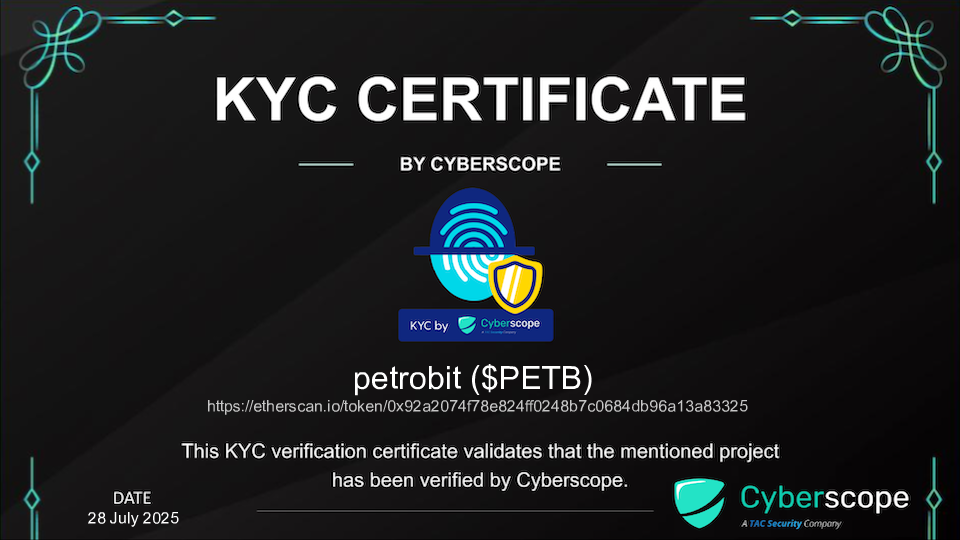 KYC CERTIFICATE
BY CYBERSCOPE
KYC by Cyberscope
petrobit ($PETB)
https://etherscan.io/token/0x92a2074f78e824ff0248b7c0684db96a13a83325
This KYC verification certificate validates that the mentioned project
has been verified by Cyberscope.
DATE
28 July 2025
Cyberscope
A TAC Security Company